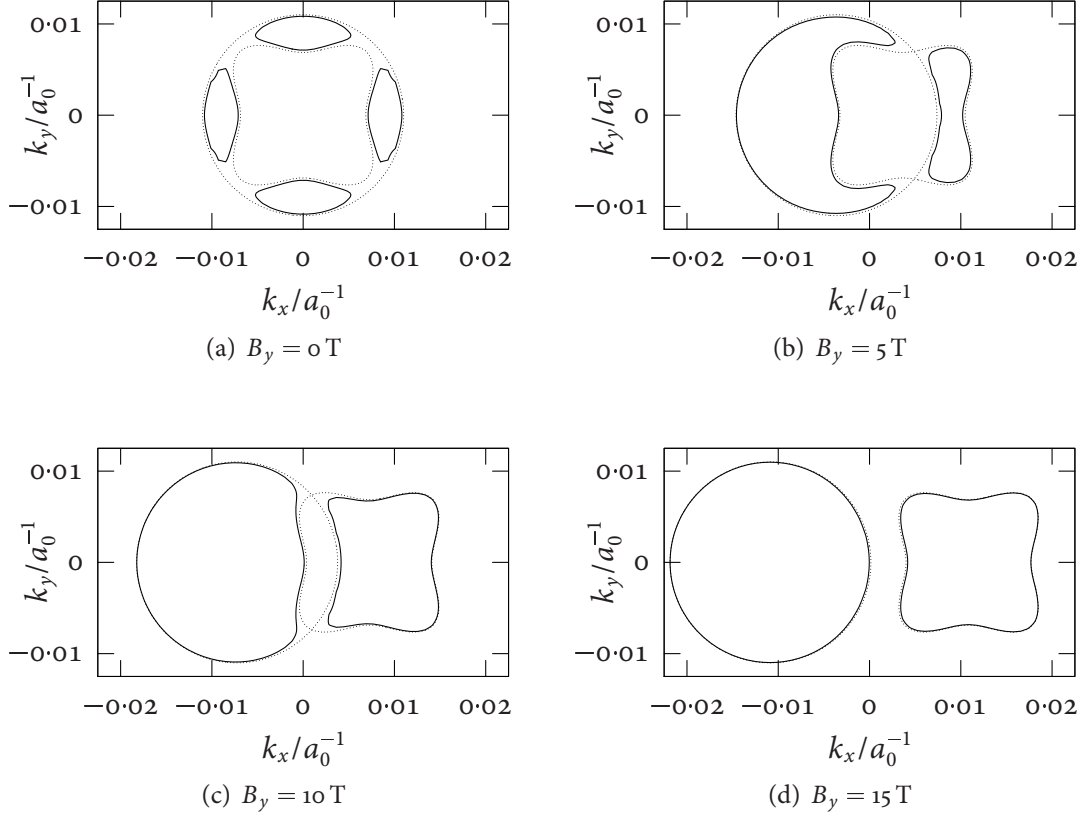 0·01
0
−0·01
−0·02 −0·01 0 0·01 0·02
k_y/a_0^{-1}
k_x/a_0^{-1}
(a) B_y = 0 T
0·01
0
−0·01
−0·02 −0·01 0 0·01 0·02
k_y/a_0^{-1}
k_x/a_0^{-1}
(b) B_y = 5 T
0·01
0
−0·01
−0·02 −0·01 0 0·01 0·02
k_y/a_0^{-1}
k_x/a_0^{-1}
(c) B_y = 10 T
0·01
0
−0·01
−0·02 −0·01 0 0·01 0·02
k_y/a_0^{-1}
k_x/a_0^{-1}
(d) B_y = 15 T